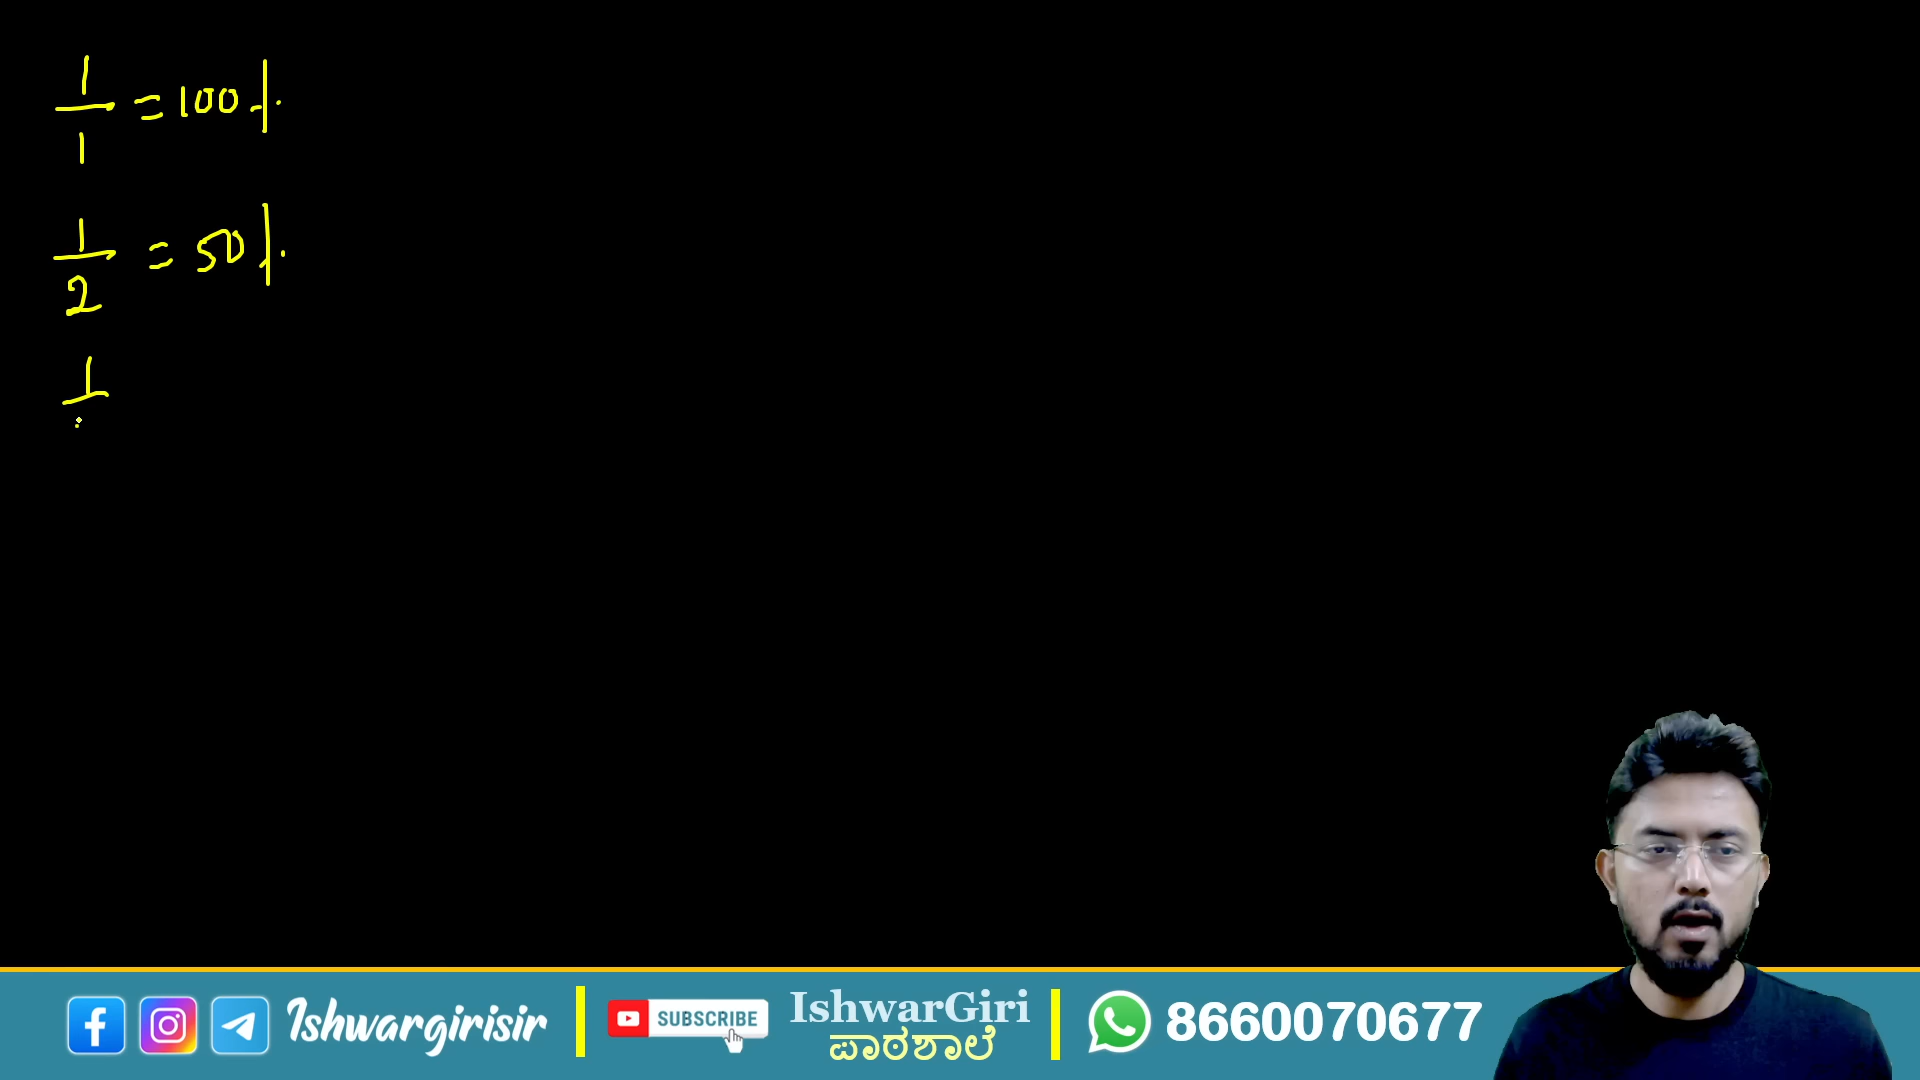 1/1 = 100%
1/2 = 50%
1
Ishwargirisir
SUBSCRIBE
IshwarGiri
ಪಾಠಶಾಲೆ
8660070677